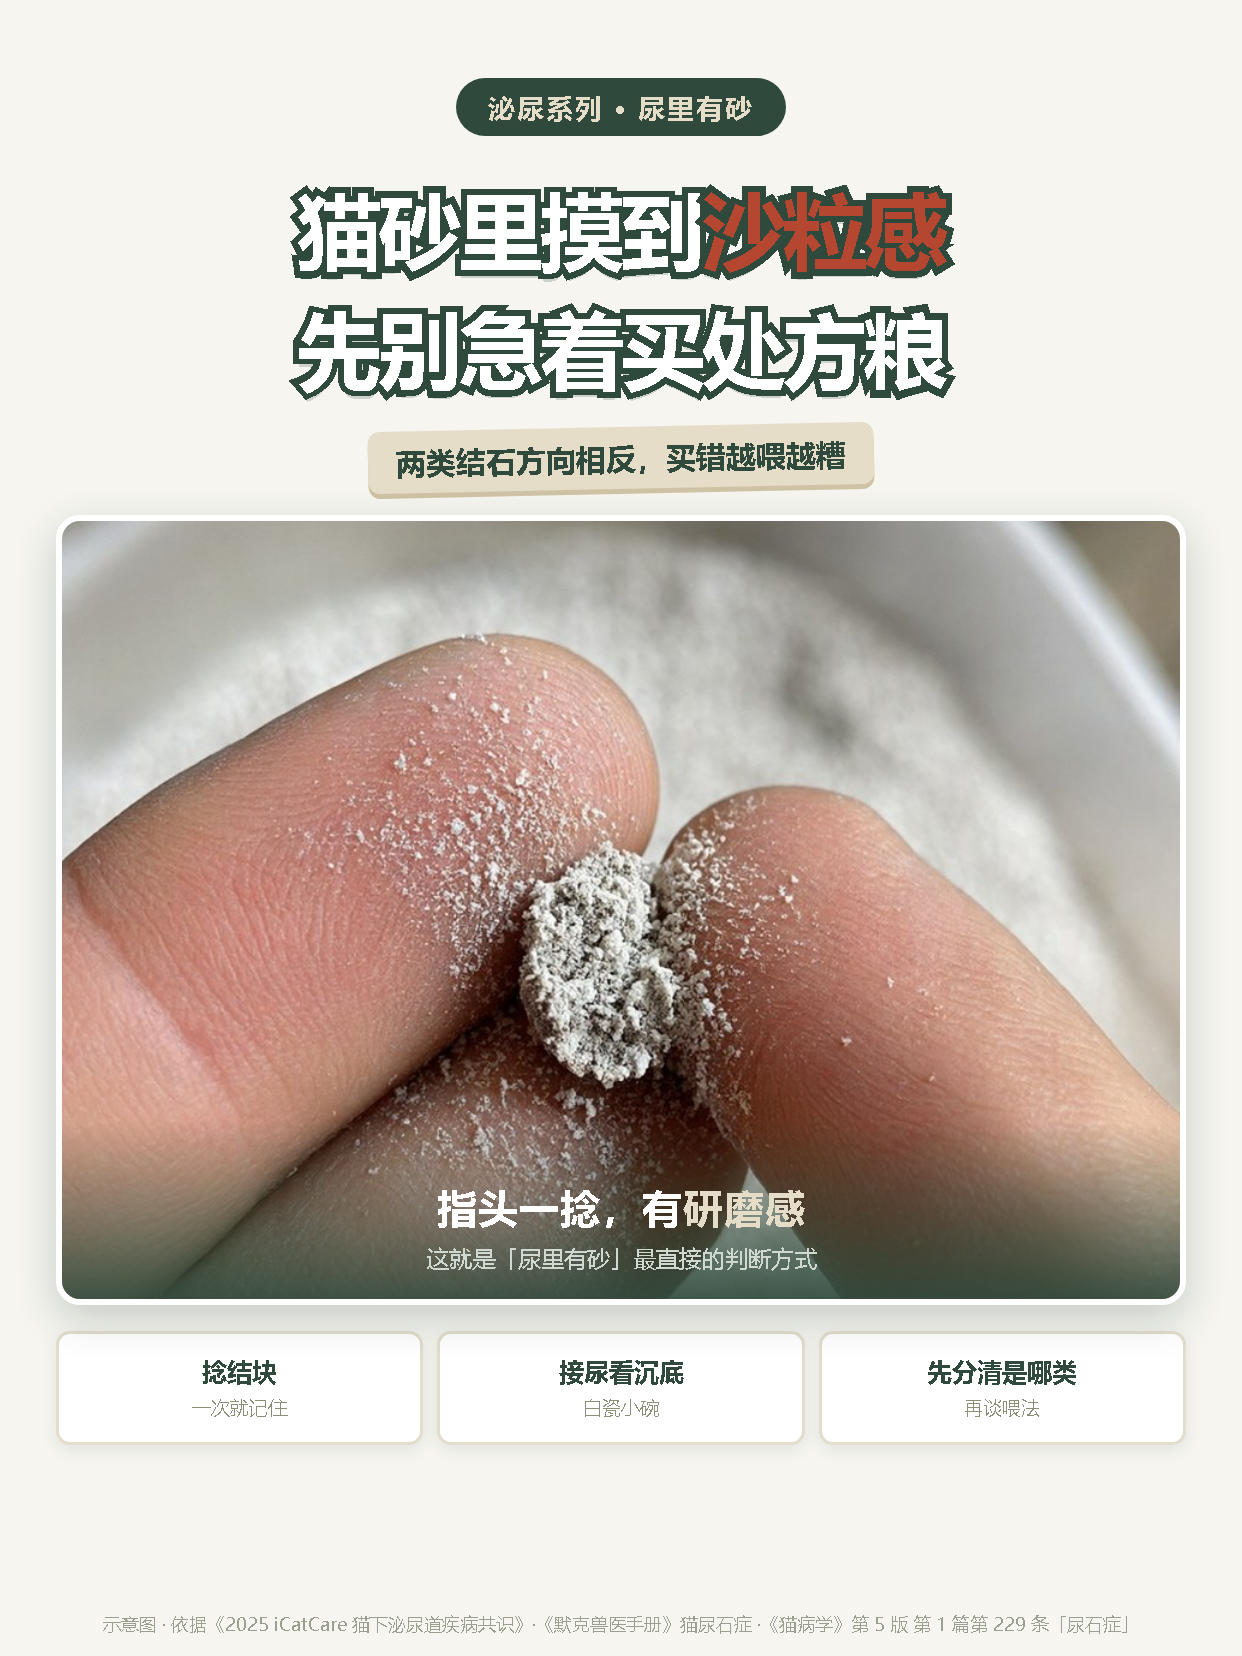 泌尿系列 • 尿里有砂
猫砂里摸到沙粒感
先别急着买处方粮
两类结石方向相反，买错越喂越糟
指头一捻，有研磨感
这就是「尿里有砂」最直接的判断方式
捻结块
一次就记住
接尿看沉底
白瓷小碗
先分清是哪类
再谈喂法
示意图 · 依据《2025 iCatCare 猫下泌尿道疾病共识》·《默克兽医手册》猫尿石症 ·《猫病学》第 5 版 第 1 篇第 229 条「尿石症」